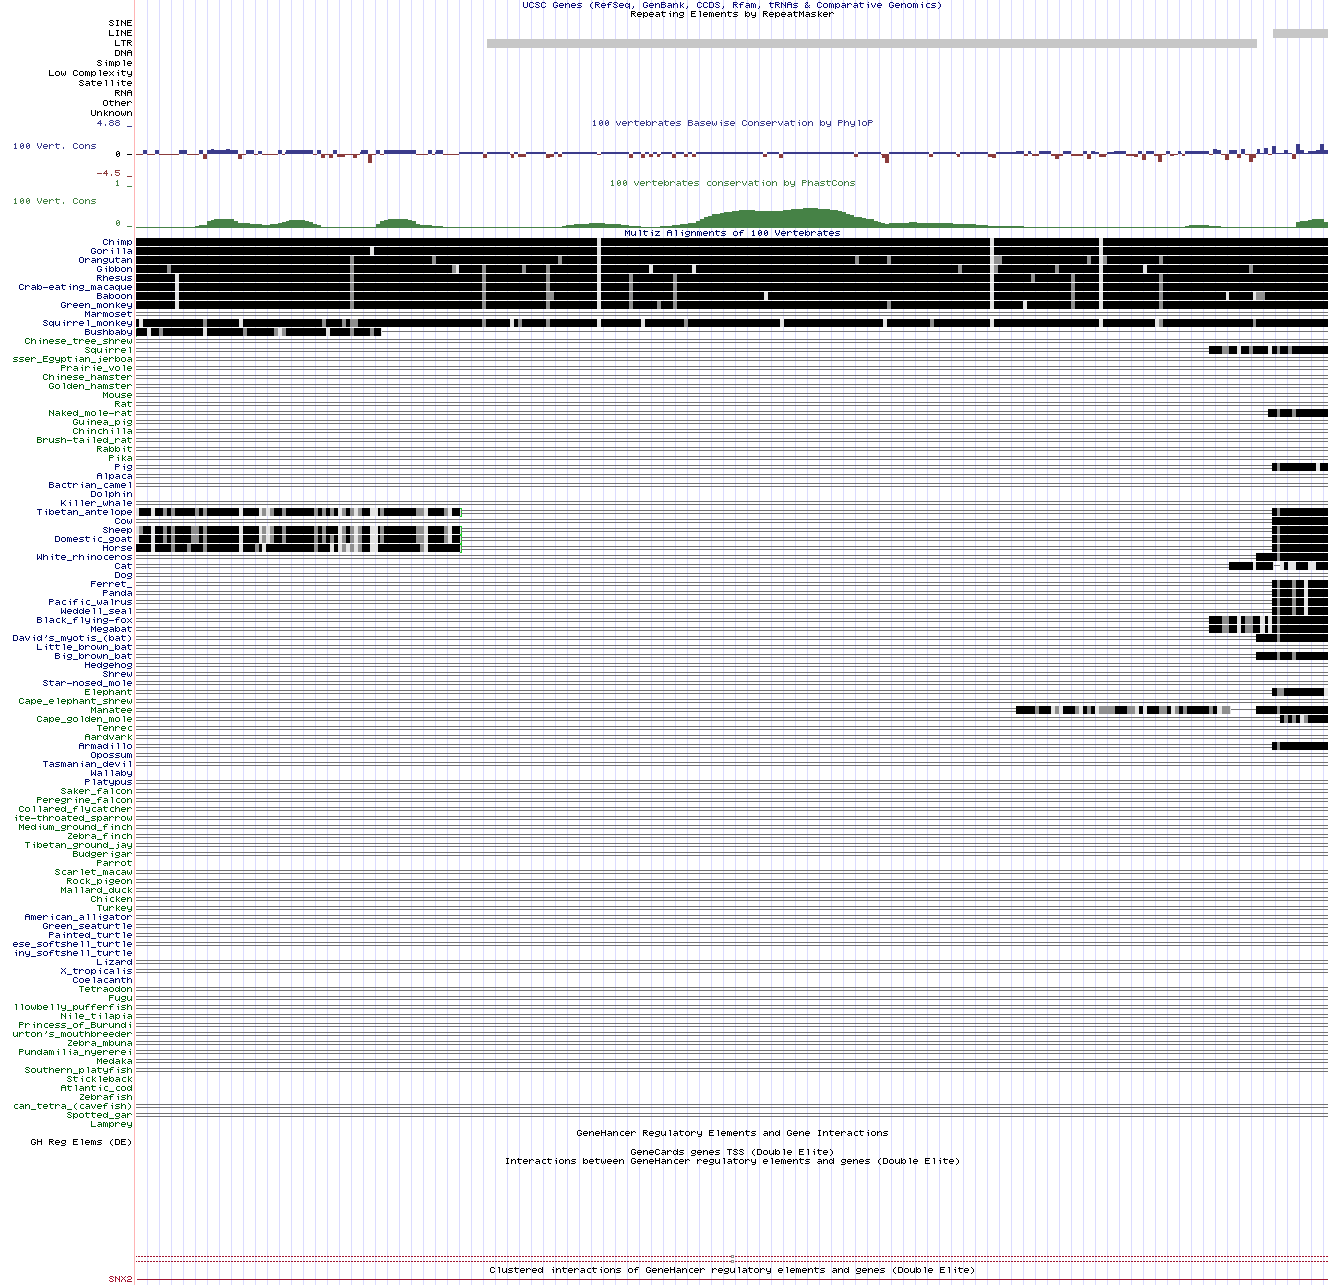 UCSC Genes (RefSeq, GenBank, CCDS, Rfam, tRNAs & Comparative Genomics)
Repeating Elements by RepeatMasker
SINE
LINE
LTR
DNA
Simple
Low Complexity
Satellite
RNA
Other
Unknown
4.88 _
100 vertebrates Basewise Conservation by PhyloP
100 Vert. Cons
0 _
-4.5 _
100 vertebrates conservation by PhastCons
1 _
100 Vert. Cons
0 _
Multiz Alignments of 100 Vertebrates
Chimp
Gorilla
Orangutan
Gibbon
Rhesus
Crab-eating_macaque
Baboon
Green_monkey
Marmoset
Squirrel_monkey
Bushbaby
Chinese_tree_shrew
Squirrel
sser_Egyptian_jerboa
Prairie_vole
Chinese_hamster
Golden_hamster
Mouse
Rat
Naked_mole-rat
Guinea_pig
Chinchilla
Brush-tailed_rat
Rabbit
Pika
Pig
Alpaca
Bactrian_camel
Dolphin
Killer_whale
Tibetan_antelope
Cow
Sheep
Domestic_goat
Horse
White_rhinoceros
Cat
Dog
Ferret_
Panda
Pacific_walrus
Weddell_seal
Black_flying-fox
Megabat
David's_myotis_(bat)
Little_brown_bat
Big_brown_bat
Hedgehog
Shrew
Star-nosed_mole
Elephant
Cape_elephant_shrew
Manatee
Cape_golden_mole
Tenrec
Aardvark
Armadillo
Opossum
Tasmanian_devil
Wallaby
Platypus
Saker_falcon
Peregrine_falcon
Collared_flycatcher
ite-throated_sparrow
Medium_ground_finch
Zebra_finch
Tibetan_ground_jay
Budgerigar
Parrot
Scarlet_macaw
Rock_pigeon
Mallard_duck
Chicken
Turkey
American_alligator
Green_seaturtle
Painted_turtle
ese_softshell_turtle
iny_softshell_turtle
Lizard
X_tropicalis
Coelacanth
Tetraodon
Fugu
llowbelly_pufferfish
Nile_tilapia
Princess_of_Burundi
urton's_mouthbreeder
Zebra_mbuna
Pundamilia_nyererei
Medaka
Southern_platyfish
Stickleback
Atlantic_cod
Zebrafish
can_tetra_(cavefish)
Spotted_gar
Lamprey
GeneHancer Regulatory Elements and Gene Interactions
GH Reg Elems (DE)
GeneCards genes TSS (Double Elite)
Interactions between GeneHancer regulatory elements and genes (Double Elite)
Clustered interactions of GeneHancer regulatory elements and genes (Double Elite)
SNX2